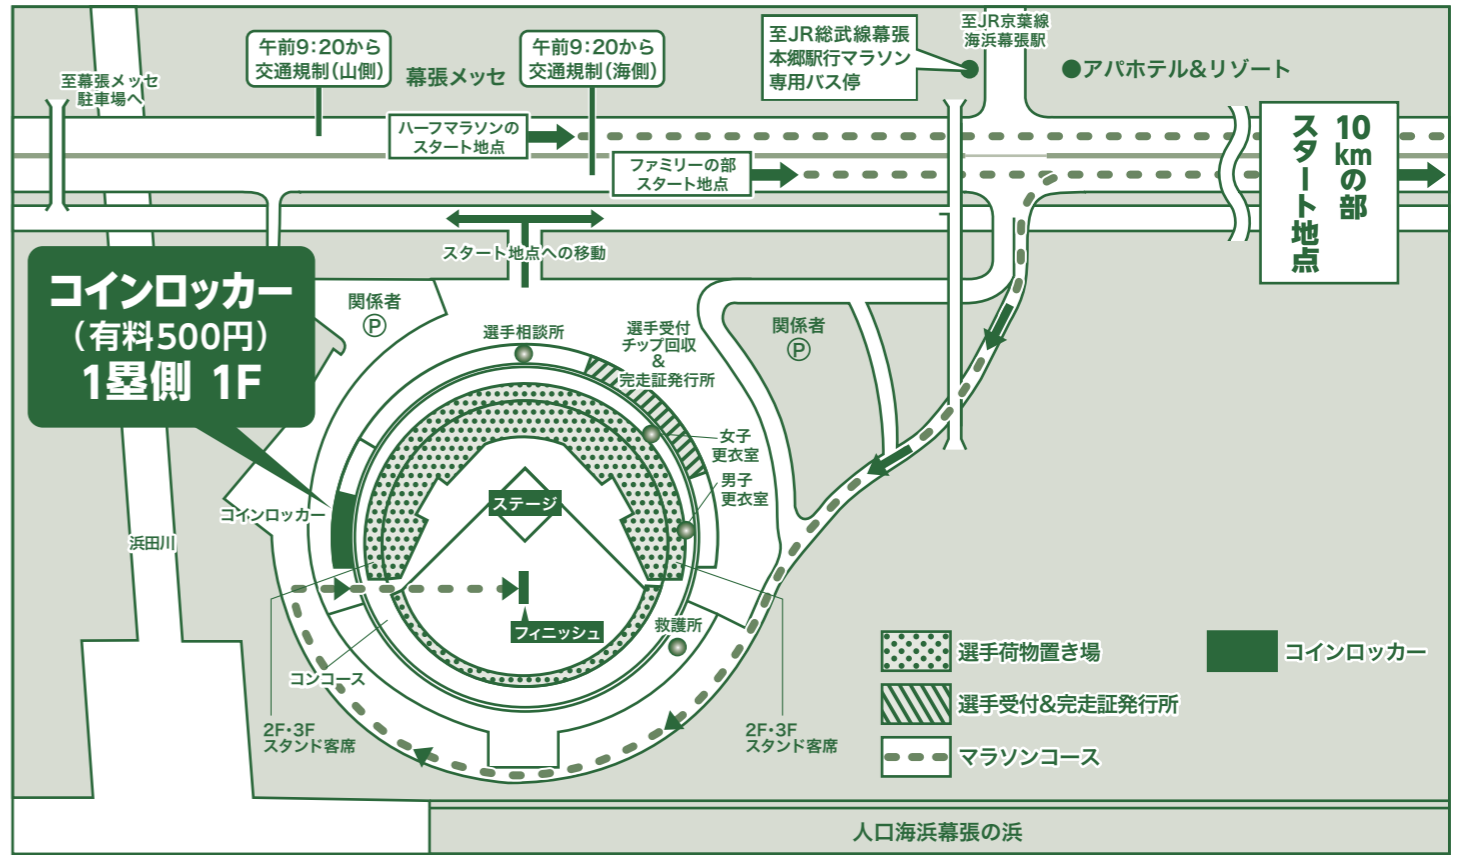 至JR京葉線
海浜幕張駅
至JR総武線幕張
本郷駅行マラソン
専用バス停
●アパホテル&リゾート
午前9:20から
交通規制(山側)
幕張メッセ
午前9:20から
交通規制(海側)
至幕張メッセ
駐車場へ
ハーフマラソンの
スタート地点
ファミリーの部
スタート地点
10kmの部
スタート地点
スタート地点への移動
コインロッカー
(有料500円)
1塁側 1F
関係者
P
選手相談所
選手受付
チップ回収
&
完走証発行所
関係者
P
女子
更衣室
男子
更衣室
ステージ
コインロッカー
浜田川
フィニッシュ
救護所
コンコース
2F・3F
スタンド客席
2F・3F
スタンド客席
選手荷物置き場
コインロッカー
選手受付&完走証発行所
マラソンコース
人口海浜幕張の浜